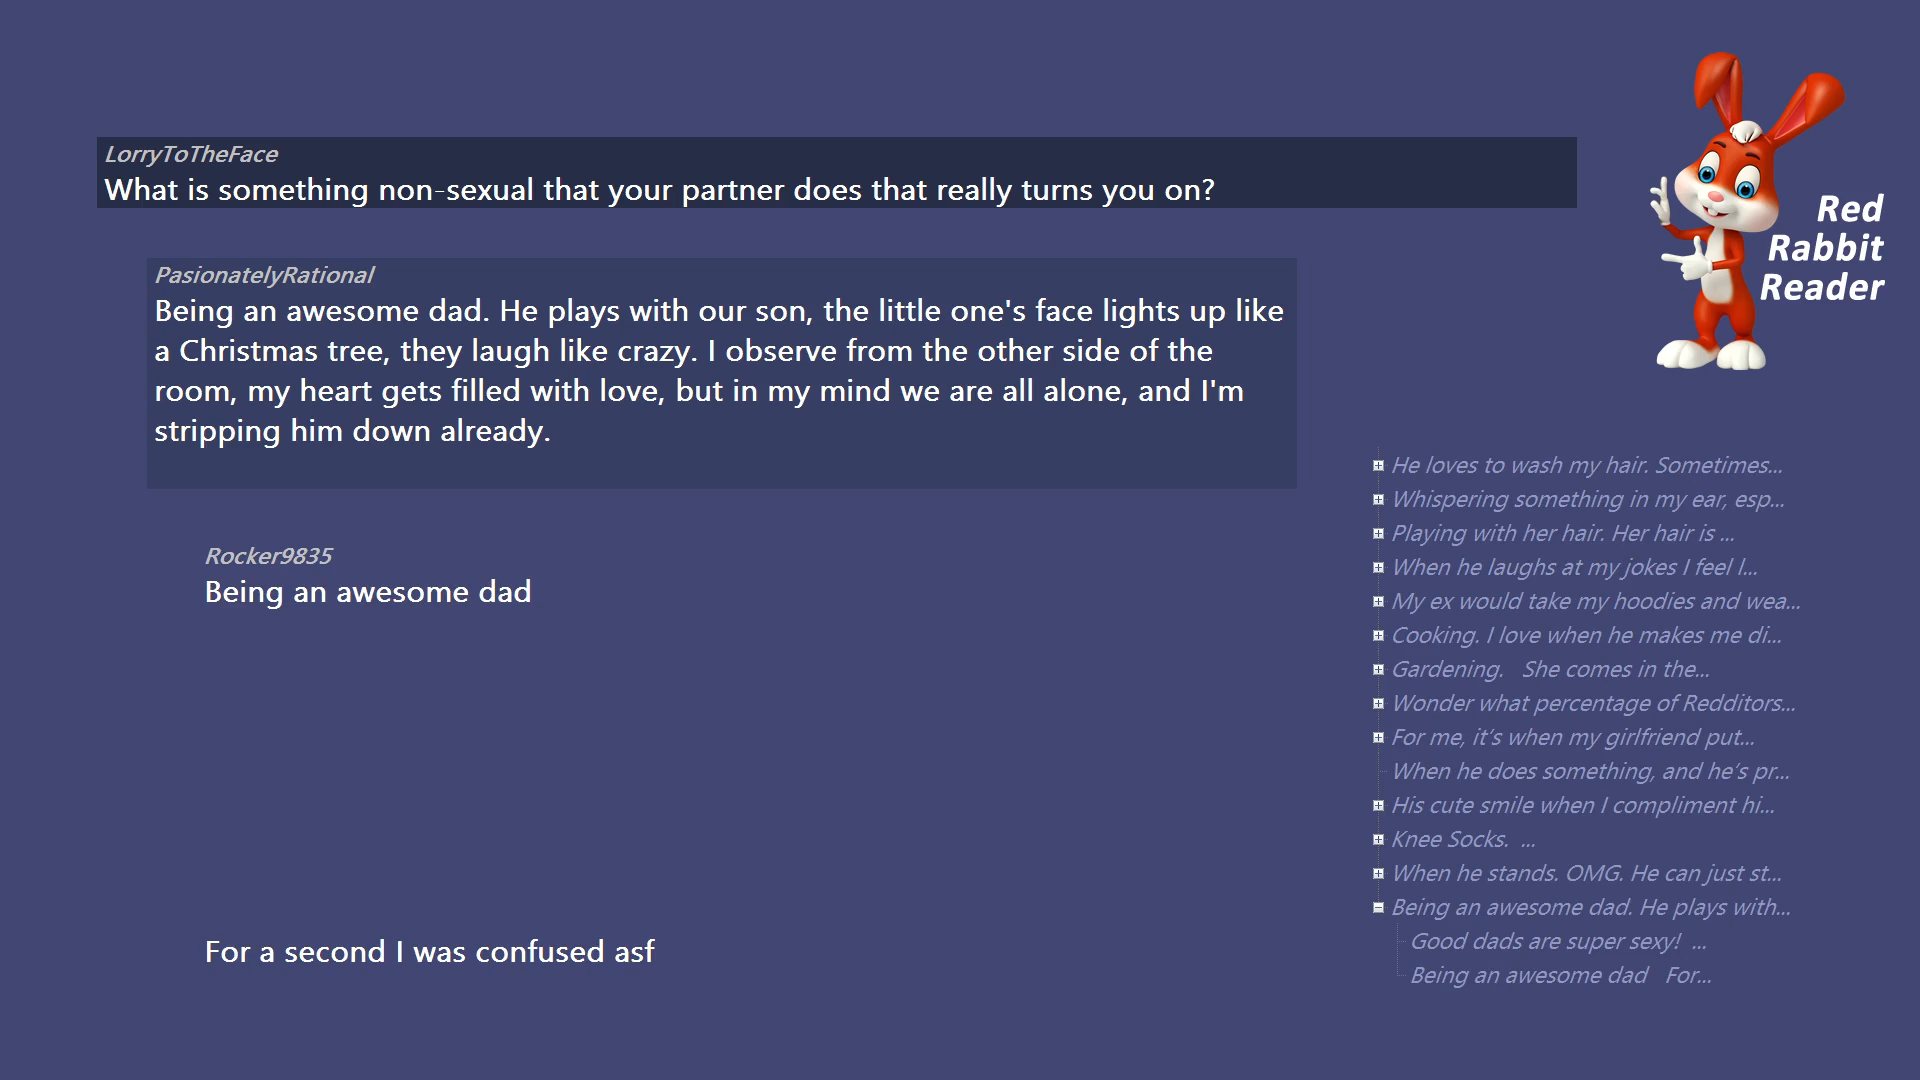 LorryToTheFace
What is something non-sexual that your partner does that really turns you on?
PasionatelyRational
Being an awesome dad. He plays with our son, the little one's face lights up like
a Christmas tree, they laugh like crazy. I observe from the other side of the
room, my heart gets filled with love, but in my mind we are all alone, and I'm
stripping him down already.
Rocker9835
Being an awesome dad
For a second I was confused asf
Red
Rabbit
Reader
He loves to wash my hair. Sometimes...
Whispering something in my ear, esp...
Playing with her hair. Her hair is ...
When he laughs at my jokes I feel l...
My ex would take my hoodies and wea...
Cooking. I love when he makes me di...
Gardening. She comes in the...
Wonder what percentage of Redditors...
For me, it’s when my girlfriend put...
When he does something, and he’s pr...
His cute smile when I compliment hi...
Knee Socks. ...
When he stands. OMG. He can just st...
Being an awesome dad. He plays with...
Good dads are super sexy! ...
Being an awesome dad For...